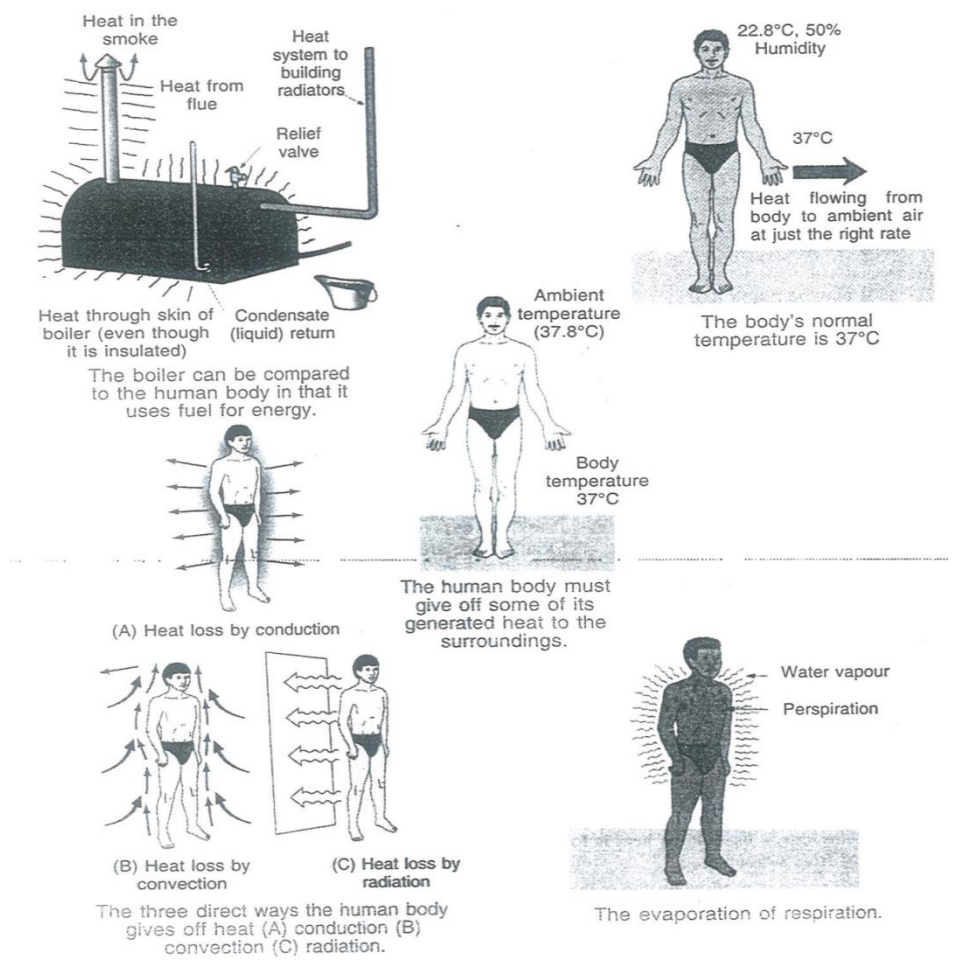 Heat in the
smoke
Heat from
flue
Heat
system to
building
radiators
Relief
valve
Heat through skin of
boiler (even though
it is insulated)
Condensate
(liquid) return
The boiler can be compared
to the human body in that it
uses fuel for energy.
22.8°C, 50%
Humidity
37°C
Heat flowing from
body to ambient air
at just the right rate
The body's normal
temperature is 37°C
Ambient
temperature
(37.8°C)
Body
temperature
37°C
The human body must
give off some of its
generated heat to the
surroundings.
(A) Heat loss by conduction
(B) Heat loss by
convection
(C) Heat loss by
radiation
The three direct ways the human body
gives off heat (A) conduction (B)
convection (C) radiation.
Water vapour
Perspiration
The evaporation of respiration.